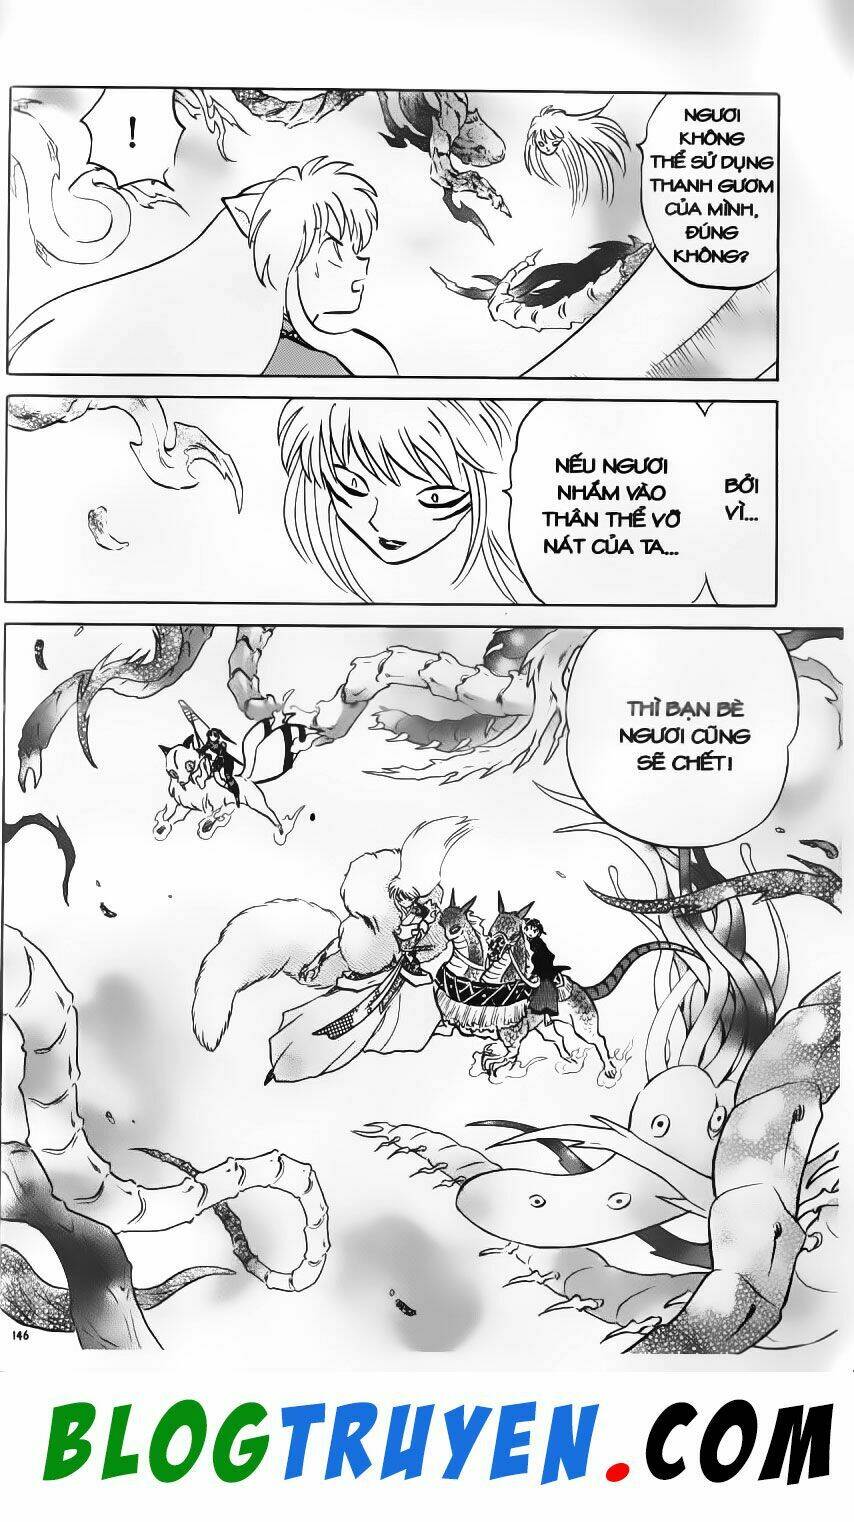 !
NGƯƠI
KHÔNG
THỂ SỬ DỤNG
THANH GƯƠM
CỦA MÌNH,
ĐÚNG
KHÔNG?
BỞI
VÌ...
NẾU NGƯƠI
NHẮM VÀO
THÂN THỂ VỠ
NÁT CỦA TA...
THÌ BẠN BÈ
NGƯƠI CŨNG
SẼ CHẾT!
146
BLOGTRUYEN.COM